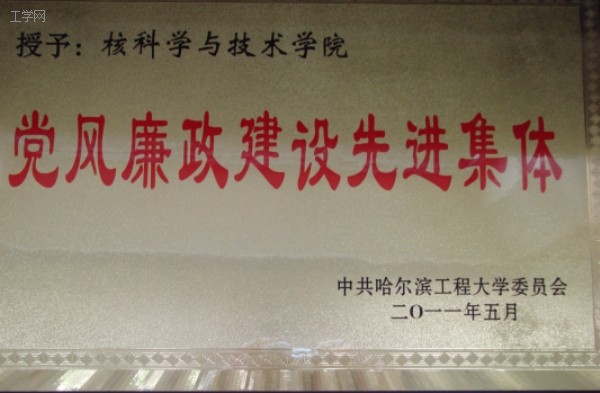 工学网
授予：核科学与技术学院
党风廉政建设先进集体
中共哈尔滨工程大学委员会
二〇一一年五月